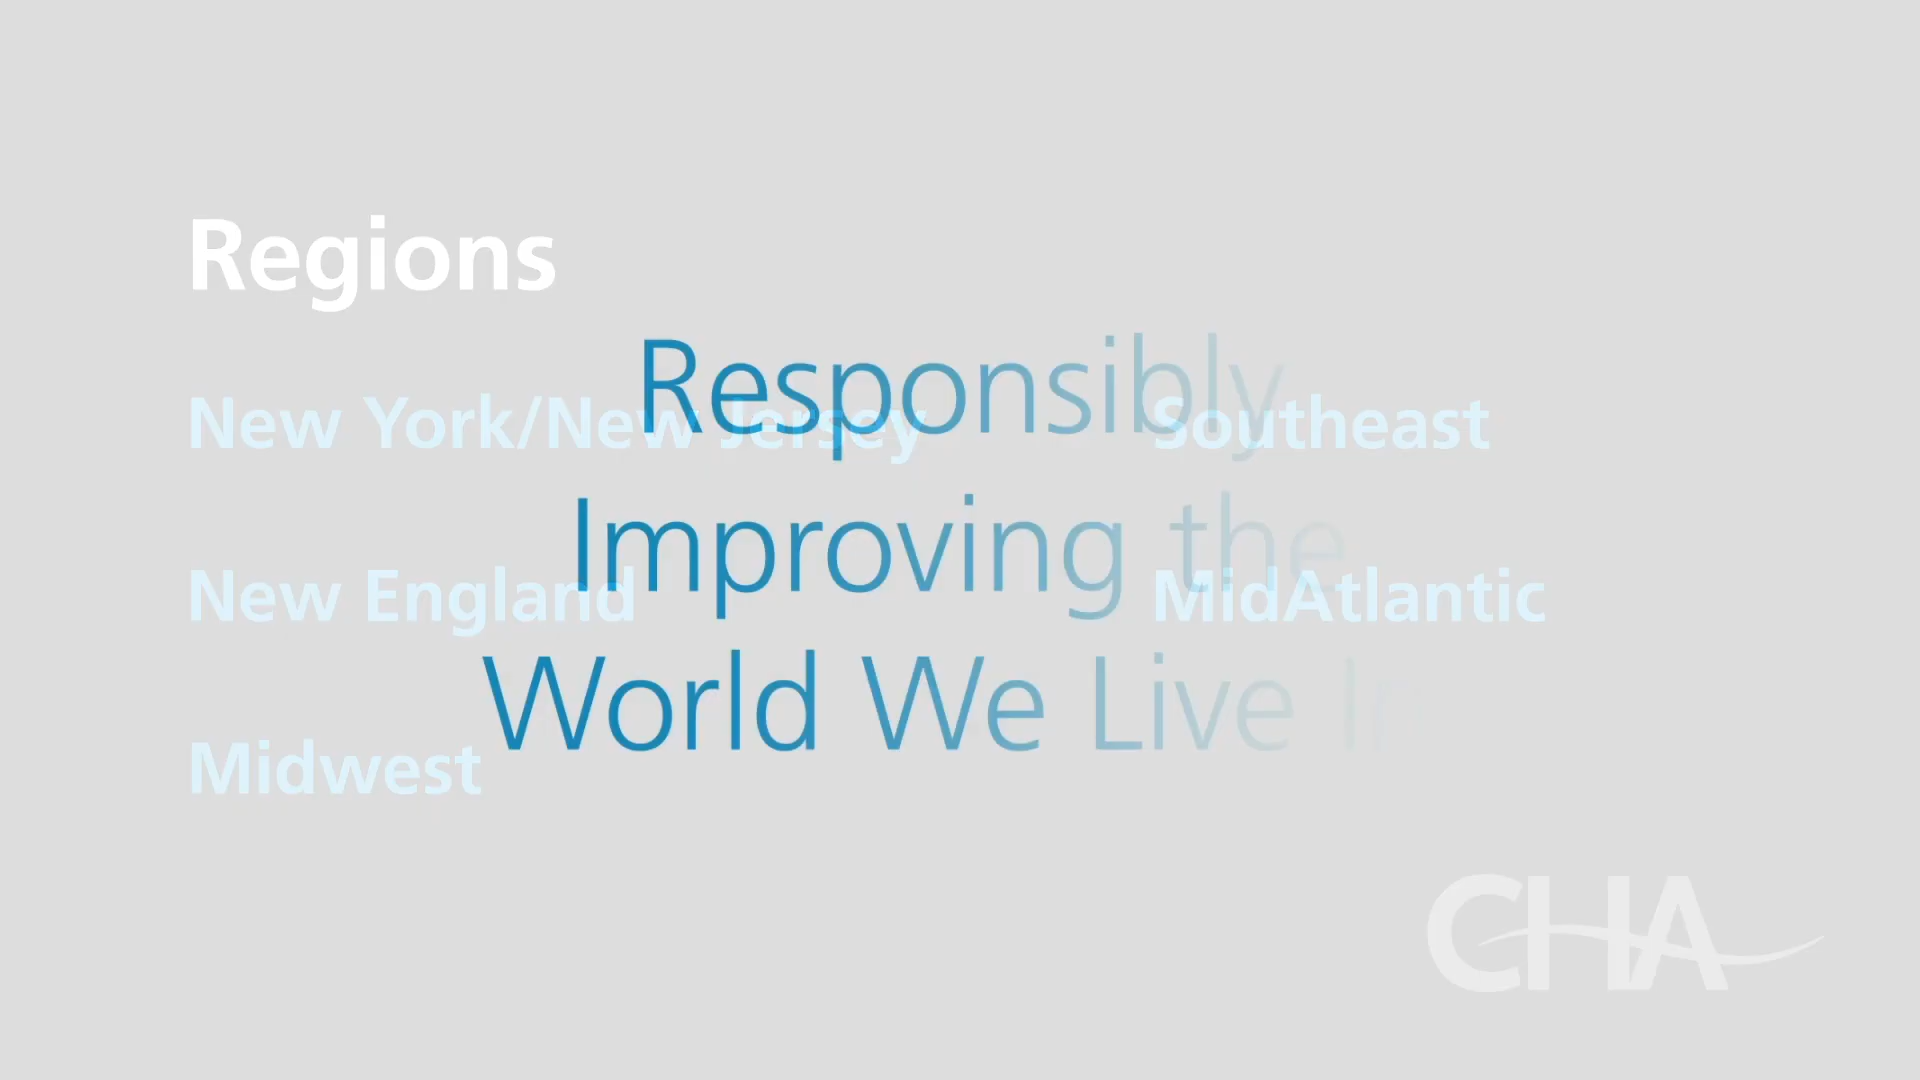 Regions
Responsibly
Improving the
World We Live In
New York/New Jersey
Southeast
New England
MidAtlantic
Midwest
CHA